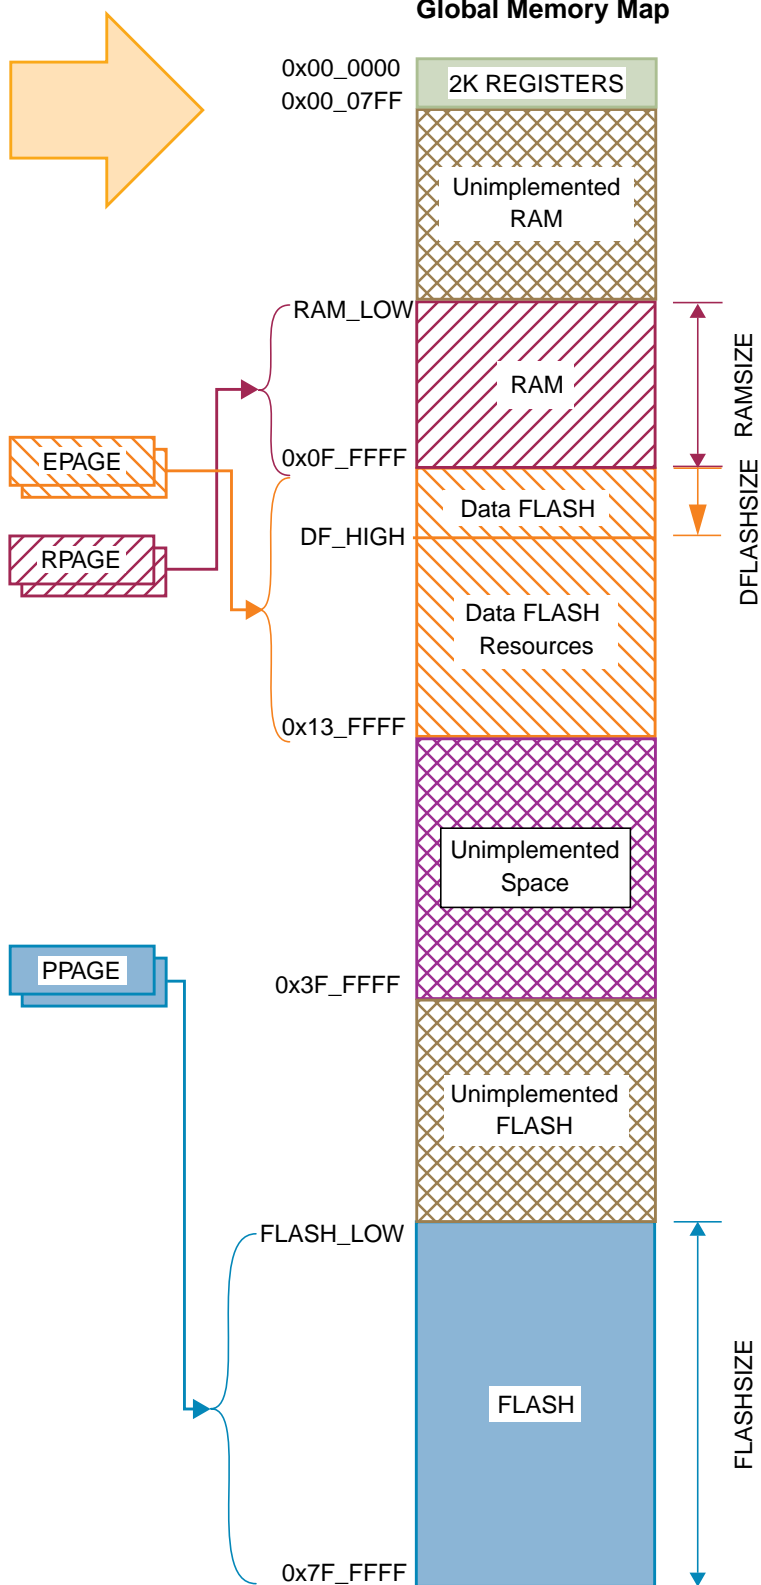 Global Memory Map
0x00_0000
2K REGISTERS
0x00_07FF
Unimplemented
RAM
RAM_LOW
RAM
RAMSIZE
0x0F_FFFF
EPAGE
Data FLASH
DF_HIGH
DFLASHSIZE
RPAGE
Data FLASH
Resources
0x13_FFFF
Unimplemented
Space
PPAGE
0x3F_FFFF
Unimplemented
FLASH
FLASH_LOW
FLASH
FLASHSIZE
0x7F_FFFF